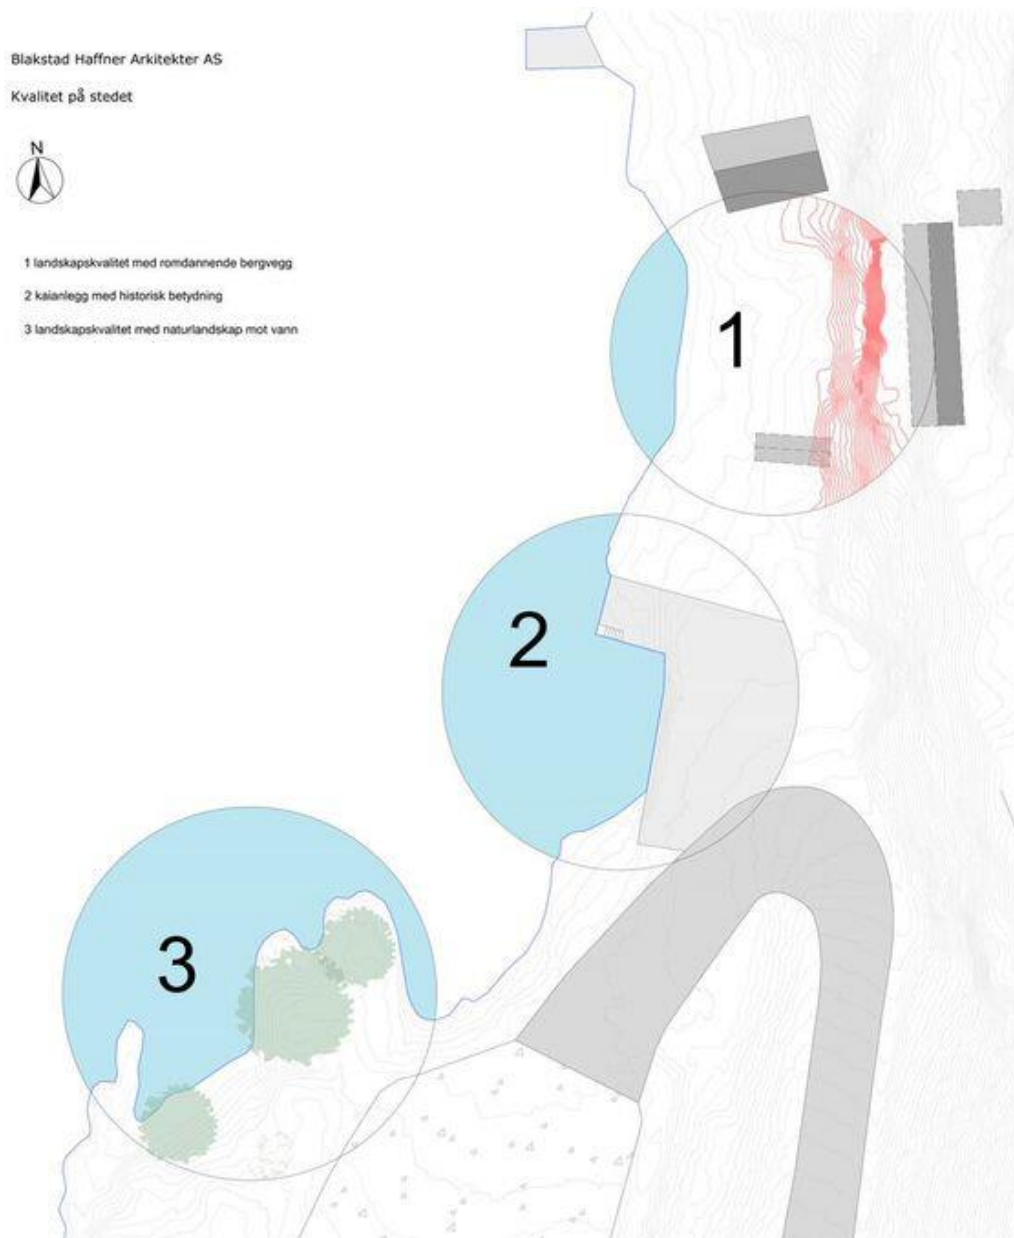 Blakstad Haffner Arkitekter AS
Kvalitet på stedet
N
1 landskapskvalitet med romdannende bergvegg
2 kaianlegg med historisk betydning
3 landskapskvalitet med naturlandskap mot vann
1
2
3